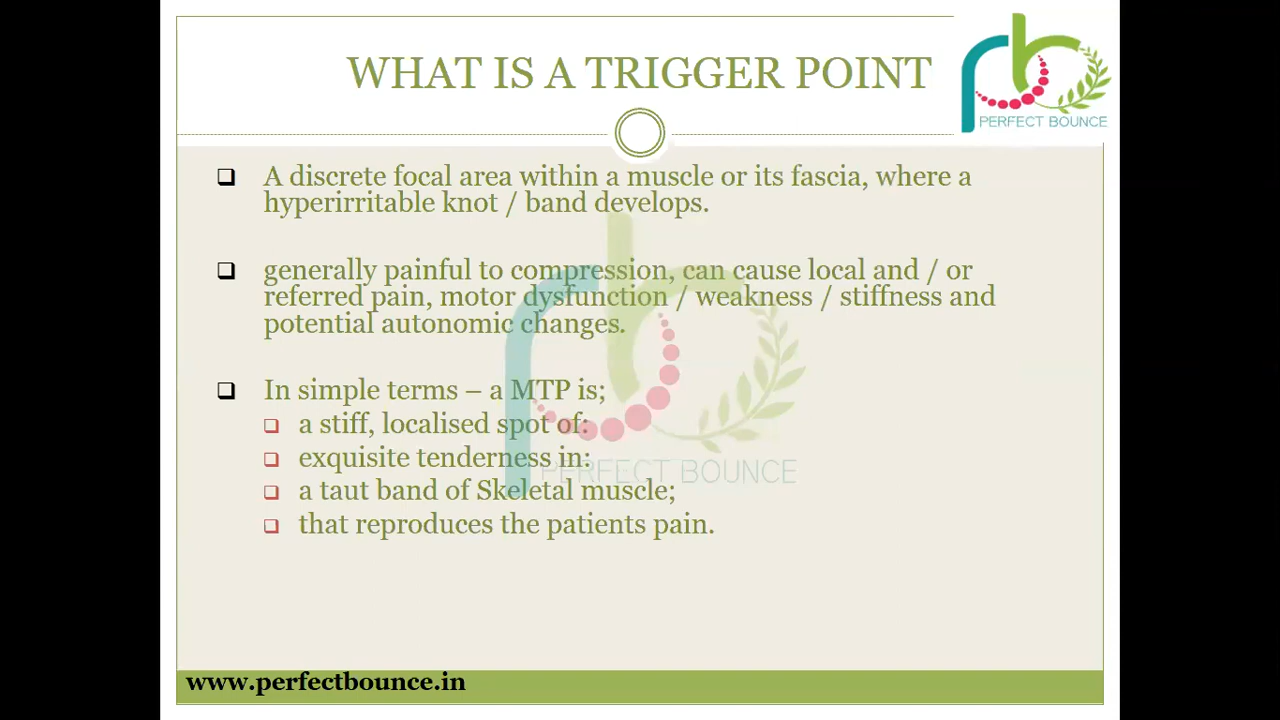 WHAT IS A TRIGGER POINT
PERFECT BOUNCE
A discrete focal area within a muscle or its fascia, where a
hyperirritable knot / band develops.
generally painful to compression, can cause local and / or
referred pain, motor dysfunction / weakness / stiffness and
potential autonomic changes.
In simple terms – a MTP is;
a stiff, localised spot of:
exquisite tenderness in:
PERFECT BOUNCE
a taut band of Skeletal muscle;
that reproduces the patients pain.
www.perfectbounce.in